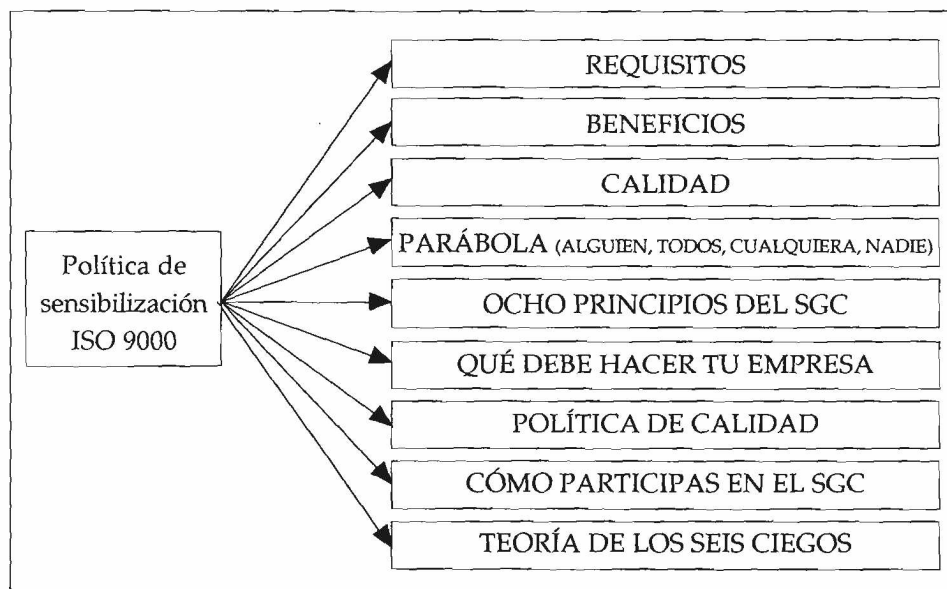 Política de
sensibilización
ISO 9000
REQUISITOS
BENEFICIOS
CALIDAD
PARÁBOLA (ALGUIEN, TODOS, CUALQUIERA, NADIE)
OCHO PRINCIPIOS DEL SGC
QUÉ DEBE HACER TU EMPRESA
POLÍTICA DE CALIDAD
CÓMO PARTICIPAS EN EL SGC
TEORÍA DE LOS SEIS CIEGOS